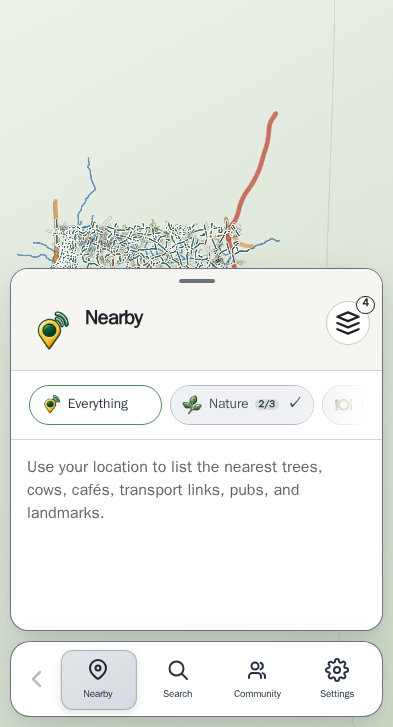 Nearby
4
Everything
Nature 2/3
Use your location to list the nearest trees,
cows, cafés, transport links, pubs, and
landmarks.
Nearby
Search
Community
Settings